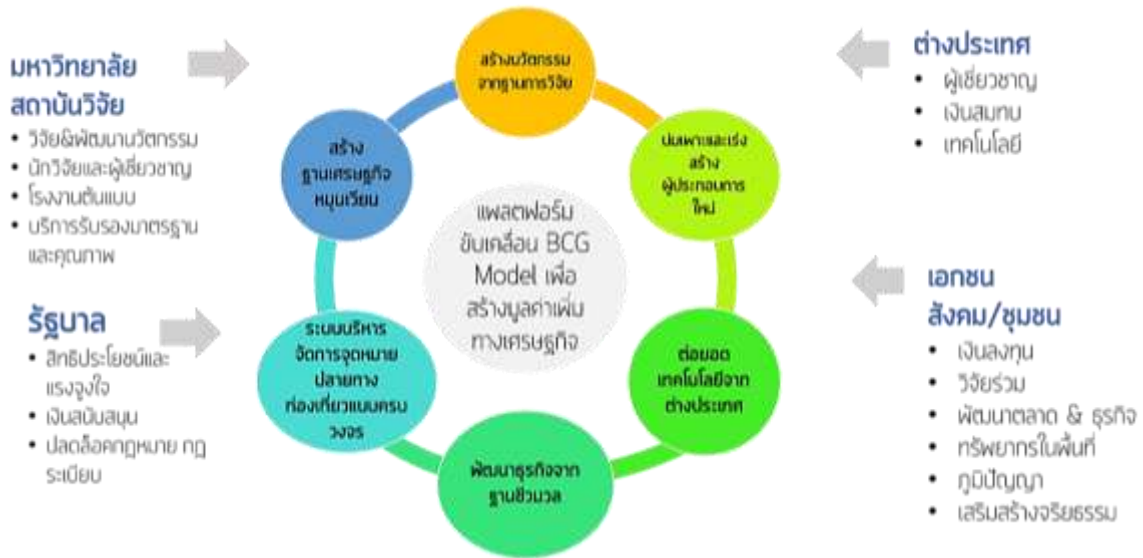 มหาวิทยาลัย
สถาบันวิจัย
• วิจัย&พัฒนานวัตกรรม
• นักวิจัยและผู้เชี่ยวชาญ
• โรงงานต้นแบบ
• บริการรับรองมาตรฐาน
และคุณภาพ
รัฐบาล
• สิทธิประโยชน์และ
แรงจูงใจ
• เงินสนับสนุน
• ปลดล็อคกฎหมาย กฎ
ระเบียบ
สร้างนวัตกรรม
จากฐานการวิจัย
บ่มเพาะและเร่ง
สร้าง
ผู้ประกอบการ
ใหม่
ต่อยอด
เทคโนโลยีจาก
ต่างประเทศ
พัฒนาธุรกิจจาก
ฐานชีวมวล
ระบบบริหาร
จัดการจุดหมาย
ปลายทาง
ท่องเที่ยวแบบครบ
วงจร
สร้าง
ฐานเศรษฐกิจ
หมุนเวียน
แพลตฟอร์ม
ขับเคลื่อน BCG
Model เพื่อ
สร้างมูลค่าเพิ่ม
ทางเศรษฐกิจ
ต่างประเทศ
• ผู้เชี่ยวชาญ
• เงินสมทบ
• เทคโนโลยี
เอกชน
สังคม/ชุมชน
• เงินลงทุน
• วิจัยร่วม
• พัฒนาตลาด & ธุรกิจ
• ทรัพยากรในพื้นที่
• ภูมิปัญญา
• เสริมสร้างจริยธรรม